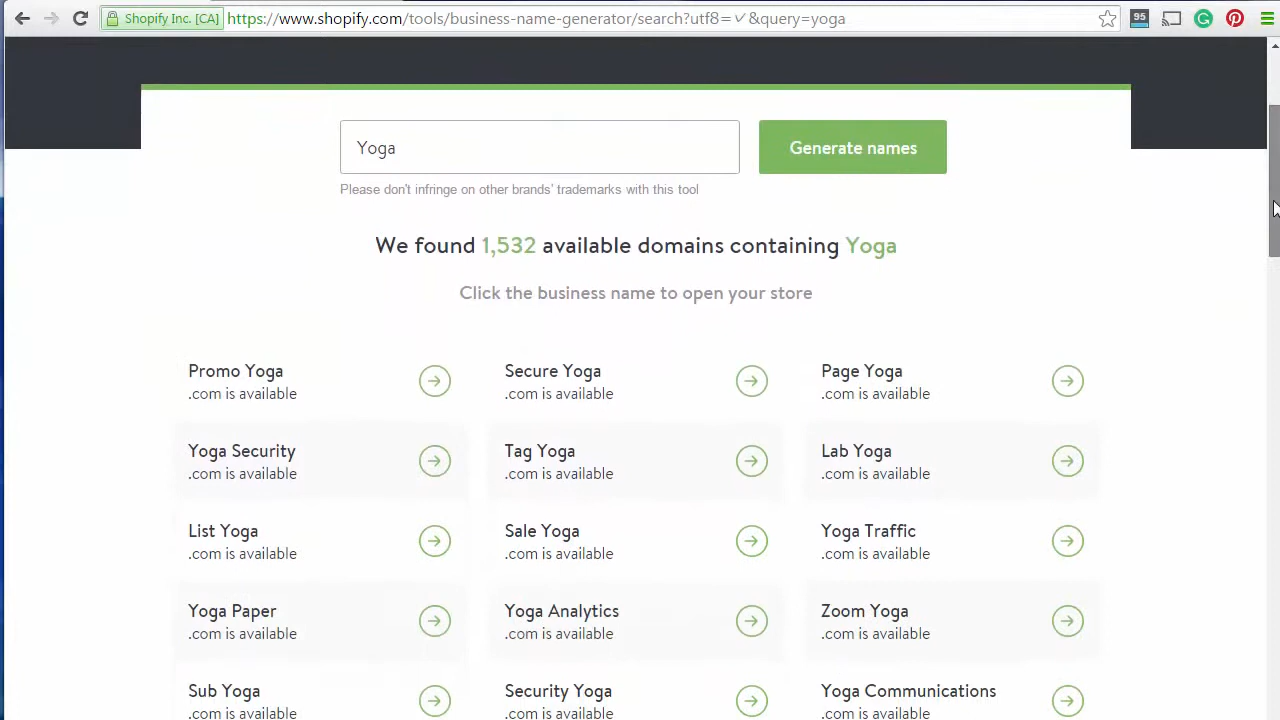 Shopify Inc. [CA] https://www.shopify.com/tools/business-name-generator/search?utf8=✓&query=yoga
95
Yoga
Generate names
Please don't infringe on other brands' trademarks with this tool
We found 1,532 available domains containing Yoga
Click the business name to open your store
Promo Yoga Secure Yoga Page Yoga
.com is available .com is available .com is available
Yoga Security Tag Yoga Lab Yoga
.com is available .com is available .com is available
List Yoga Sale Yoga Yoga Traffic
.com is available .com is available .com is available
Yoga Paper Yoga Analytics Zoom Yoga
.com is available .com is available .com is available
Sub Yoga Security Yoga Yoga Communications
.com is available .com is available .com is available